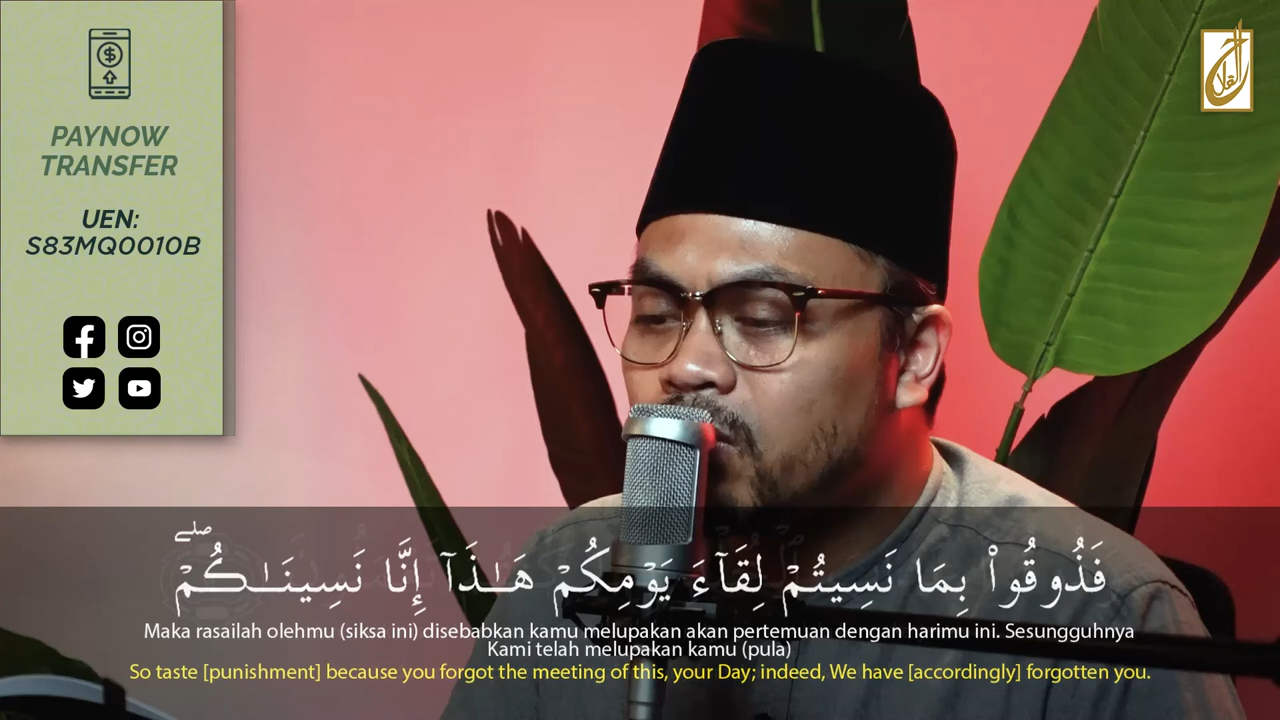 PAYNOW
TRANSFER
UEN:
S83MQ0010B
فَذُوقُوا۟ بِمَا نَسِيتُمْ لِقَآءَ يَوْمِكُمْ هَـٰذَآ إِنَّا نَسِينَـٰكُمْ ۖ
Maka rasailah olehmu (siksa ini) disebabkan kamu melupakan akan pertemuan dengan harimu ini. Sesungguhnya
Kami telah melupakan kamu (pula)
So taste [punishment] because you forgot the meeting of this, your Day; indeed, We have [accordingly] forgotten you.